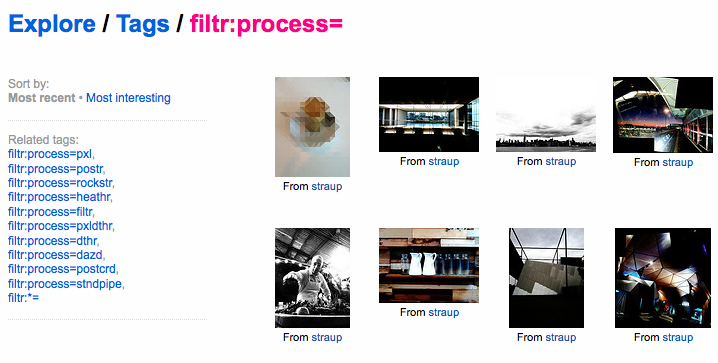 Explore / Tags / filtr:process=
Sort by:
Most recent • Most interesting
Related tags:
filtr:process=pxl,
filtr:process=postr,
filtr:process=rockstr,
filtr:process=heathr,
filtr:process=filtr,
filtr:process=pxldthr,
filtr:process=dthr,
filtr:process=dazd,
filtr:process=postcrd,
filtr:process=stndpipe,
filtr:*=
From straup
From straup
From straup
From straup
From straup
From straup
From straup
From straup